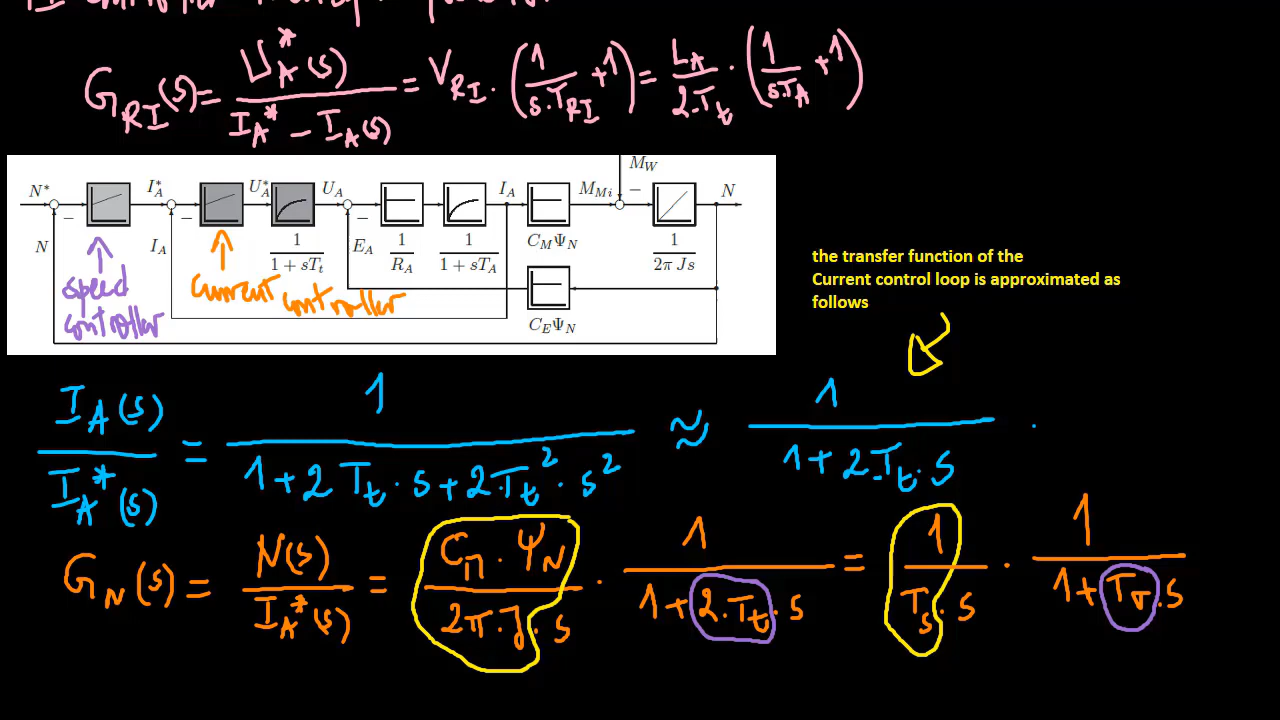 G_RI(s) = U_A*(s) / (I_A* - I_A(s)) = V_RI · (1/(s·T_RI) + 1) = L_A/(2·T_t) · (1/(s·T_A) + 1)
M_W
N* I_A* U_A* U_A I_A M_Mi − N
− − −
N I_A 1/(1+sT_t) E_A 1/R_A 1/(1+sT_A) C_MΨ_N 1/(2π Js)
speed controller
current controller
C_EΨ_N
the transfer function of the
Current control loop is approximated as
follows
I_A(s)/I_A*(s) = 1/(1+2T_t·s+2·T_t²·s²) ≈ 1/(1+2·T_t·s) ·
G_N(s) = N(s)/I_A*(s) = (C_M·Ψ_N)/(2π·J·s) · 1/(1+2·T_t·s) = 1/(T_s·s) · 1/(1+T_σ·s)